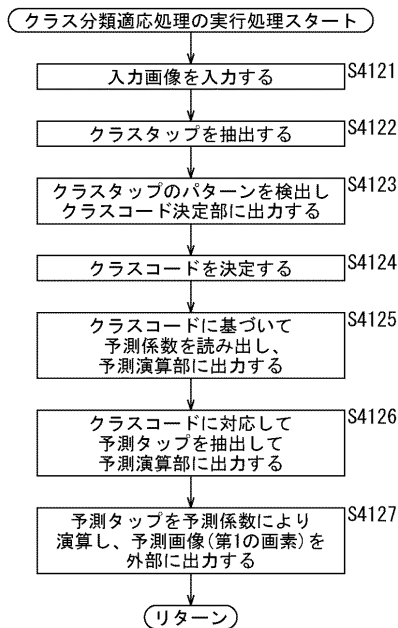 クラス分類適応処理の実行処理スタート
入力画像を入力する
S4121
クラスタップを抽出する
S4122
クラスタップのパターンを検出し
クラスコード決定部に出力する
S4123
クラスコードを決定する
S4124
クラスコードに基づいて
予測係数を読み出し、
予測演算部に出力する
S4125
クラスコードに対応して
予測タップを抽出して
予測演算部に出力する
S4126
予測タップを予測係数により
演算し、予測画像(第1の画素)を
外部に出力する
S4127
リターン